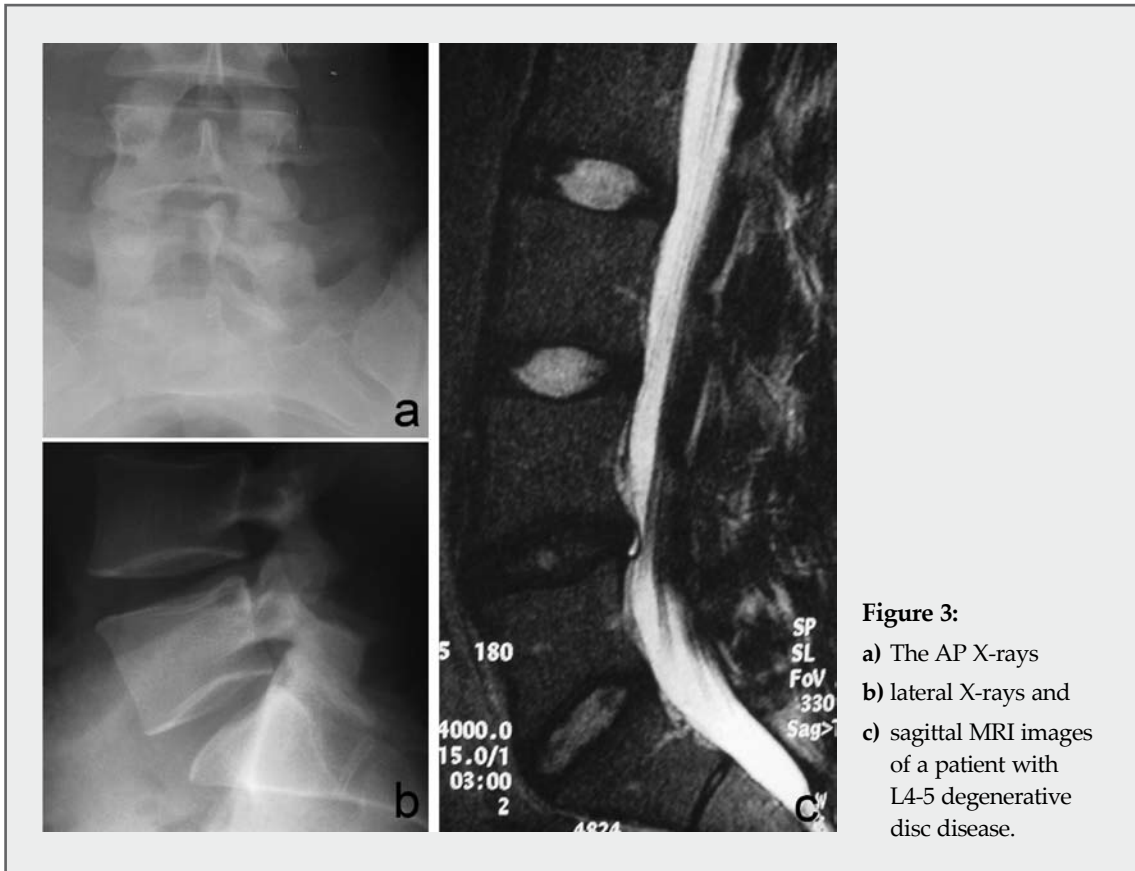 a
b
5 180
4000.0
15.0/1
03:00
2
4824
SP
SL
FoV
330
Sag>
c
Figure 3:
a) The AP X-rays
b) lateral X-rays and
c) sagittal MRI images
of a patient with
L4-5 degenerative
disc disease.